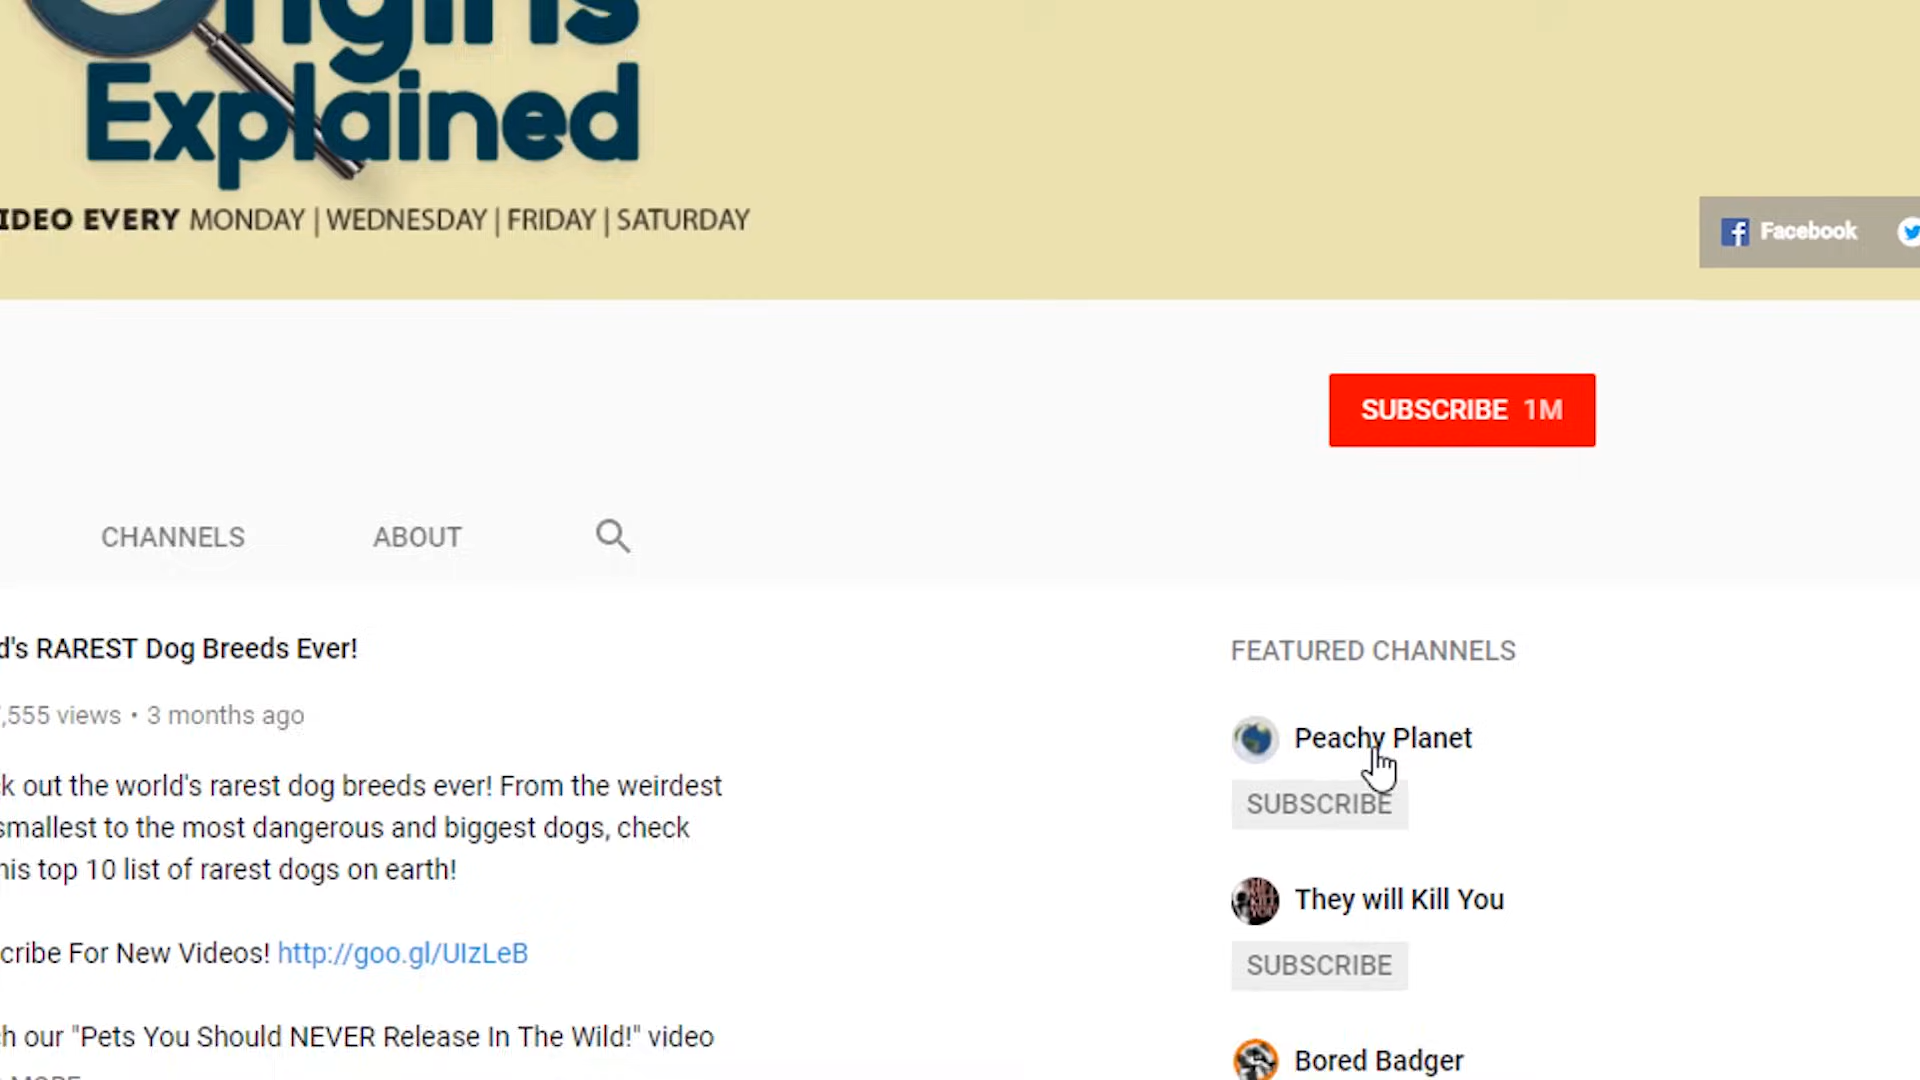 Origins
Explained
IDEO EVERY MONDAY | WEDNESDAY | FRIDAY | SATURDAY
Facebook
SUBSCRIBE 1M
CHANNELS ABOUT
d's RAREST Dog Breeds Ever!
,555 views • 3 months ago
k out the world's rarest dog breeds ever! From the weirdest
smallest to the most dangerous and biggest dogs, check
his top 10 list of rarest dogs on earth!
cribe For New Videos! http://goo.gl/UIzLeB
ch our "Pets You Should NEVER Release In The Wild!" video
MORE
FEATURED CHANNELS
Peachy Planet
SUBSCRIBE
They will Kill You
SUBSCRIBE
Bored Badger